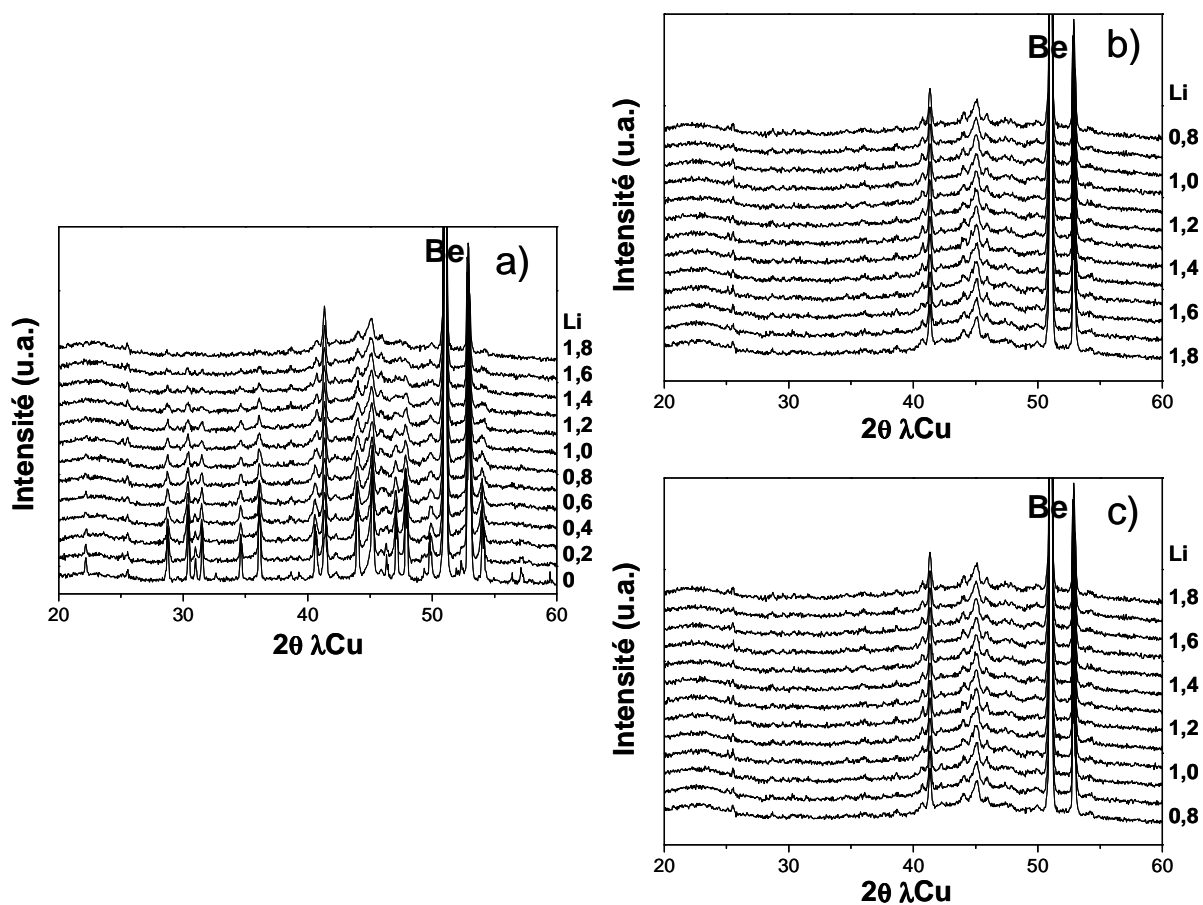 a)
Be
Intensité (u.a.)
Li
1,8
1,6
1,4
1,2
1,0
0,8
0,6
0,4
0,2
0
20 30 40 50 60
2θ λCu
b)
Be
Intensité (u.a.)
Li
0,8
1,0
1,2
1,4
1,6
1,8
20 30 40 50 60
2θ λCu
c)
Be
Intensité (u.a.)
Li
1,8
1,6
1,4
1,2
1,0
0,8
20 30 40 50 60
2θ λCu